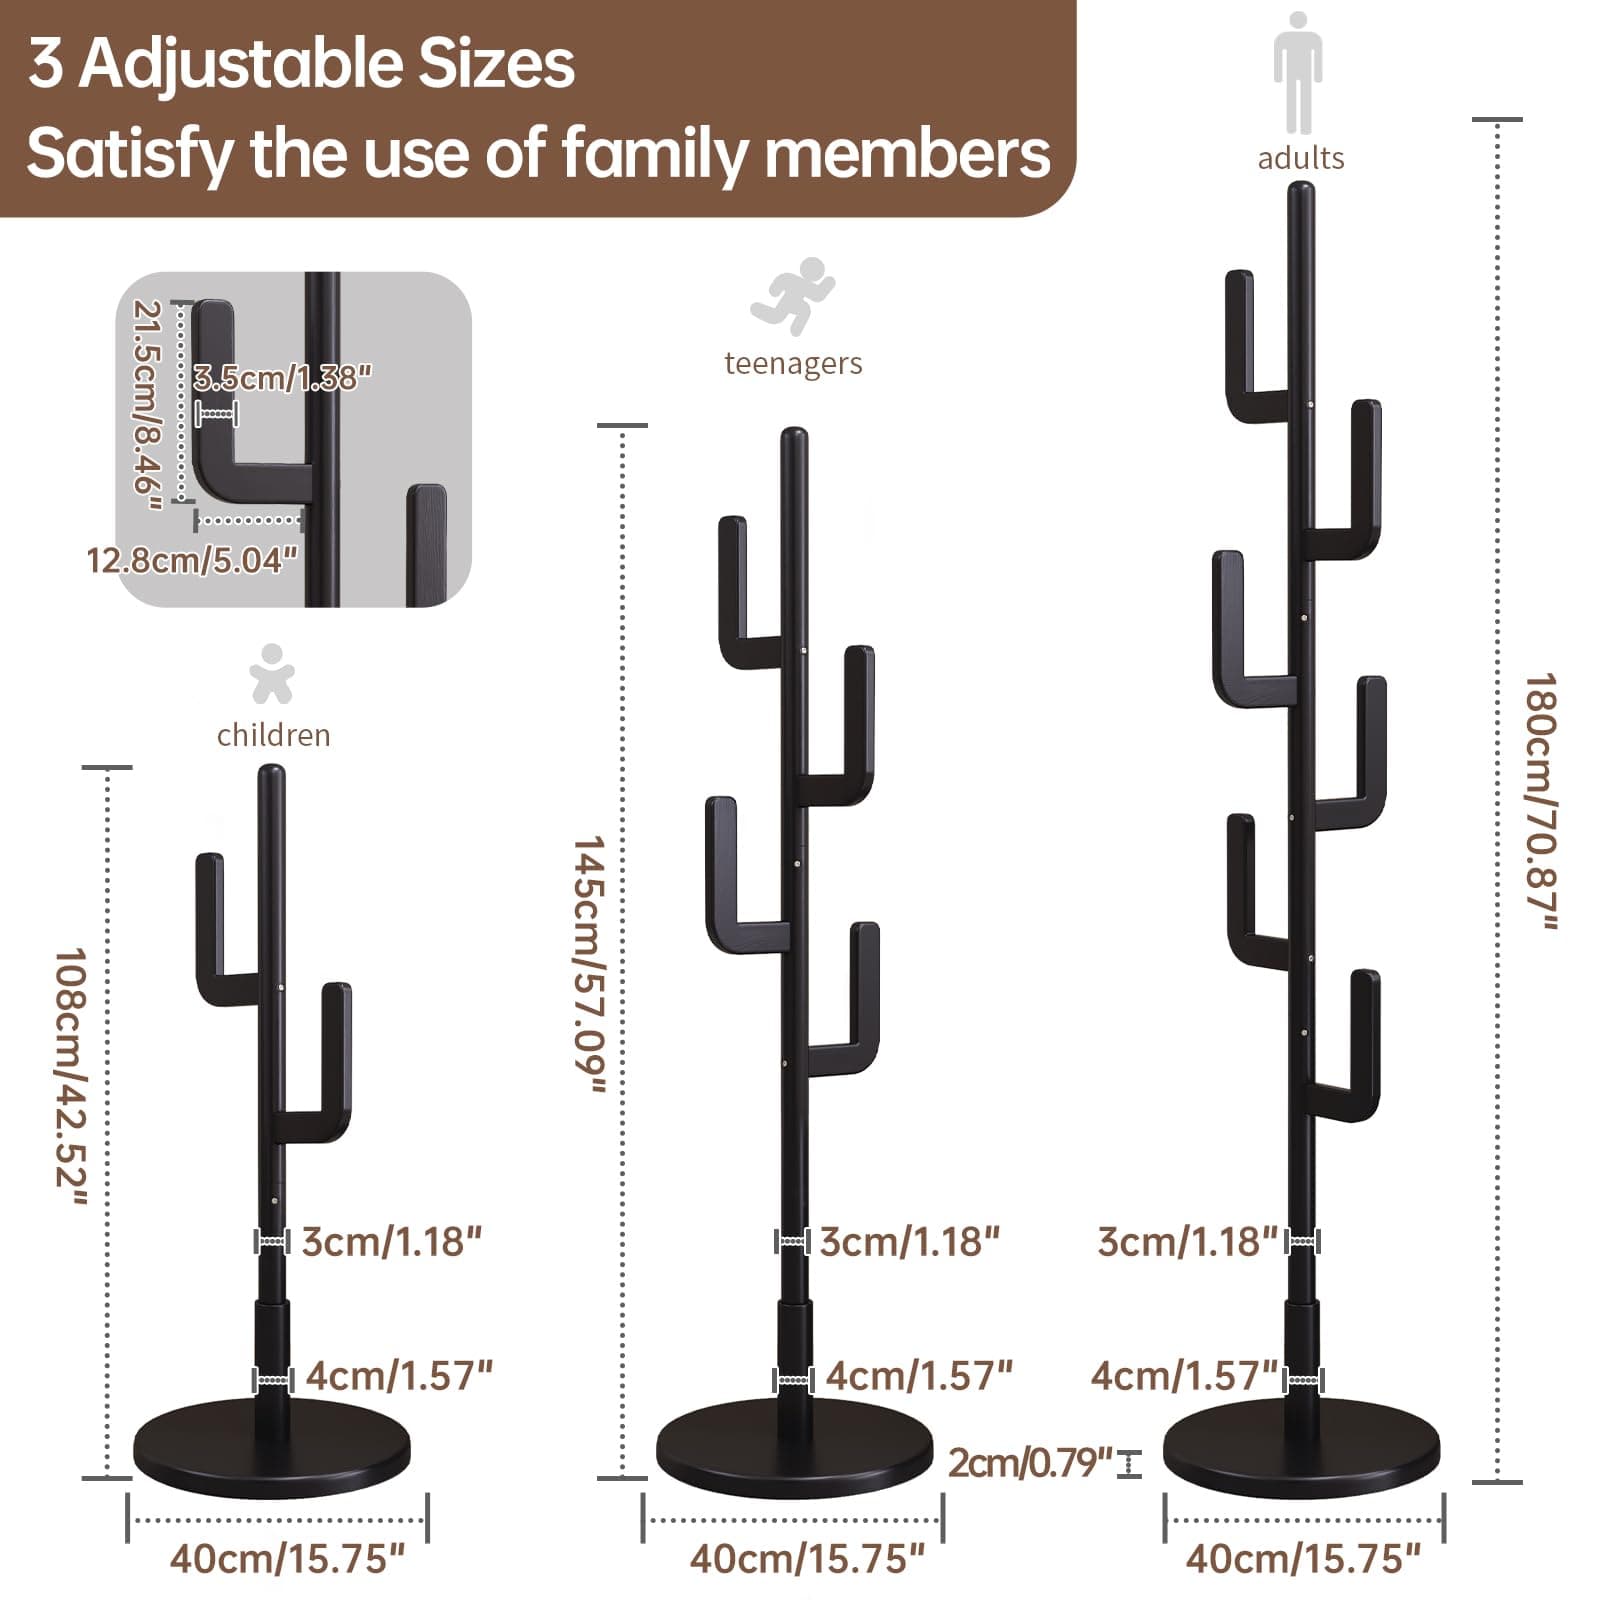 3 Adjustable Sizes
Satisfy the use of family members
adults
teenagers
21.5cm/8.46"
3.5cm/1.38"
12.8cm/5.04"
children
108cm/42.52"
145cm/57.09"
180cm/70.87"
3cm/1.18"
3cm/1.18"
3cm/1.18"
4cm/1.57"
4cm/1.57"
4cm/1.57"
2cm/0.79"
40cm/15.75"
40cm/15.75"
40cm/15.75"